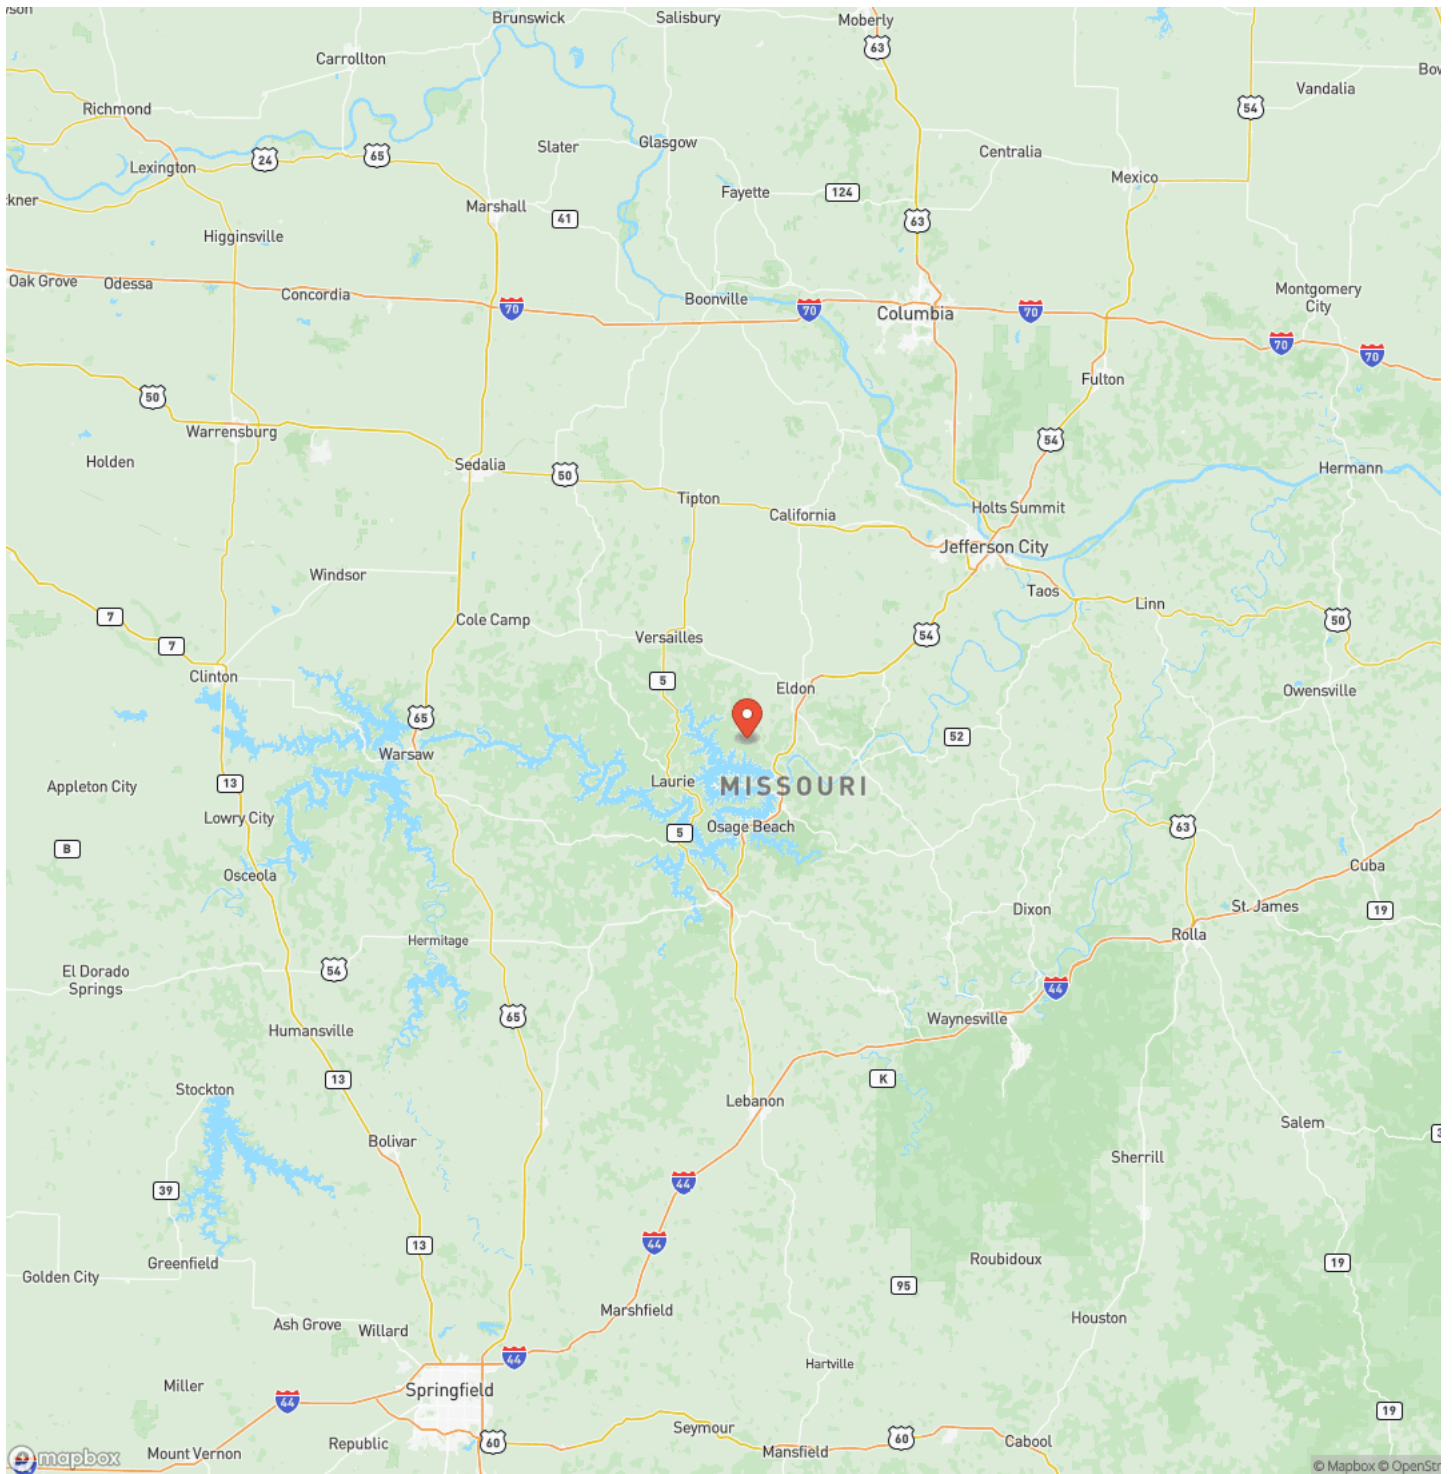 Brunswick
Salisbury
Moberly
63
Carrollton
Vandalia
Richmond
54
Glasgow
Slater
Centralia
24
65
Lexington
Mexico
Fayette
124
Marshall
41
63
Higginsville
Oak Grove
Odessa
Concordia
Montgomery
City
Boonville
70
70
Columbia
70
70
70
Fulton
50
Warrensburg
54
Holden
Sedalia
50
Hermann
Tipton
California
Holts Summit
Jefferson City
Windsor
Taos
Linn
7
Cole Camp
50
Versailles
54
7
Clinton
5
Eldon
Owensville
65
52
Warsaw
Laurie
MISSOURI
13
Appleton City
Lowry City
Osage Beach
63
5
B
Cuba
Osceola
St. James
Dixon
19
Rolla
Hermitage
54
El Dorado
Springs
44
65
Waynesville
Humansville
13
K
Stockton
Lebanon
Salem
Bolivar
Sherrill
44
39
13
44
Greenfield
Roubidoux
19
Golden City
95
Marshfield
Houston
Ash Grove
Willard
44
Hartville
Miller
Springfield
44
19
Seymour
60
60
Republic
Cabool
Mount Vernon
Mansfield
mapbox
© Mapbox © OpenStr